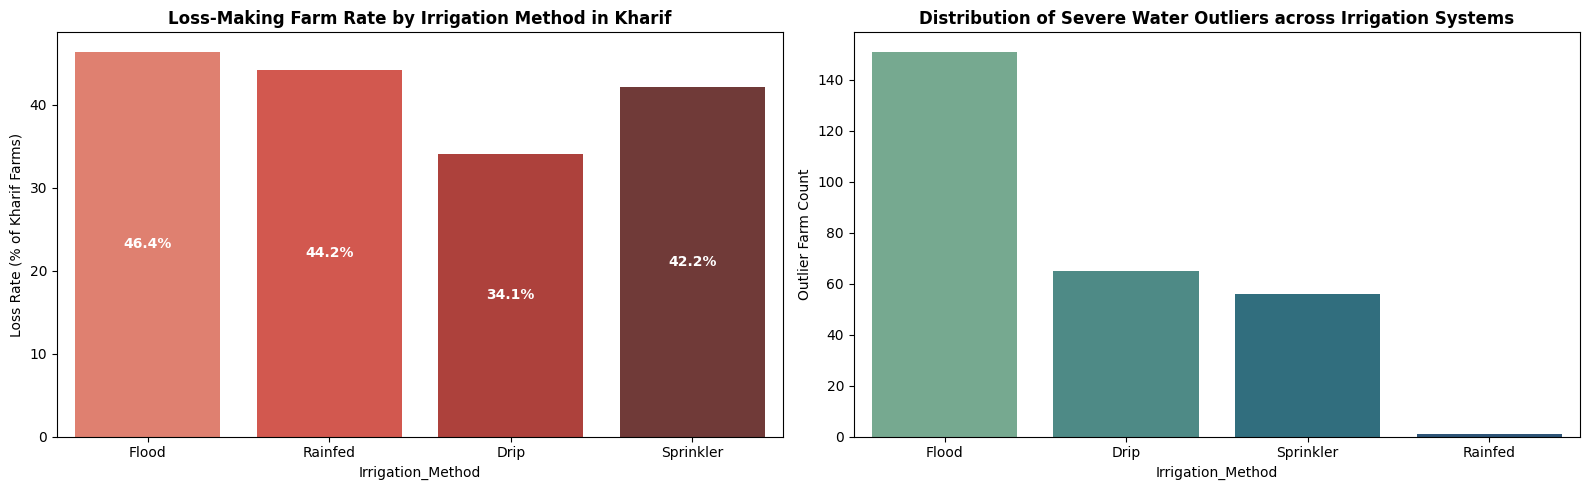 Loss-Making Farm Rate by Irrigation Method in Kharif
Loss Rate (% of Kharif Farms)
40
30
20
10
0
46.4%
44.2%
34.1%
42.2%
Flood
Rainfed
Drip
Sprinkler
Irrigation_Method
Distribution of Severe Water Outliers across Irrigation Systems
Outlier Farm Count
140
120
100
80
60
40
20
0
Flood
Drip
Sprinkler
Rainfed
Irrigation_Method